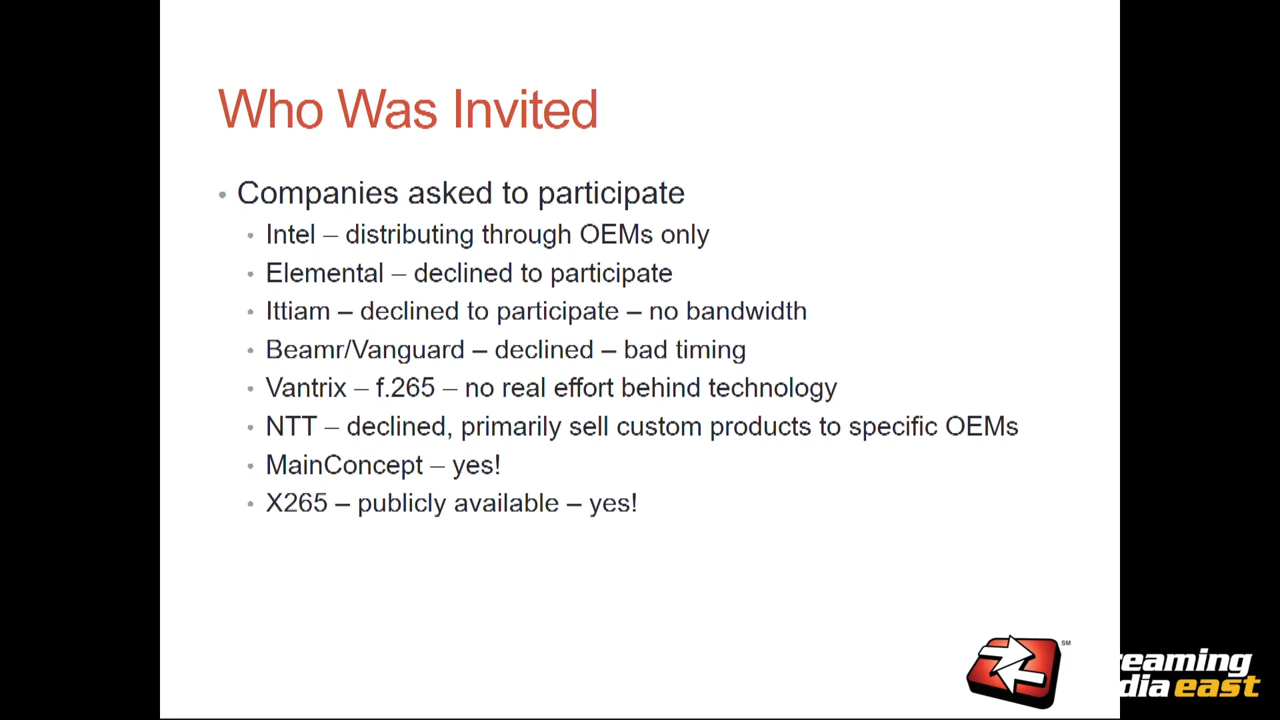 Who Was Invited
• Companies asked to participate
• Intel – distributing through OEMs only
• Elemental – declined to participate
• Ittiam – declined to participate – no bandwidth
• Beamr/Vanguard – declined – bad timing
• Vantrix – f.265 – no real effort behind technology
• NTT – declined, primarily sell custom products to specific OEMs
• MainConcept – yes!
• X265 – publicly available – yes!
SM
eaming
dia east